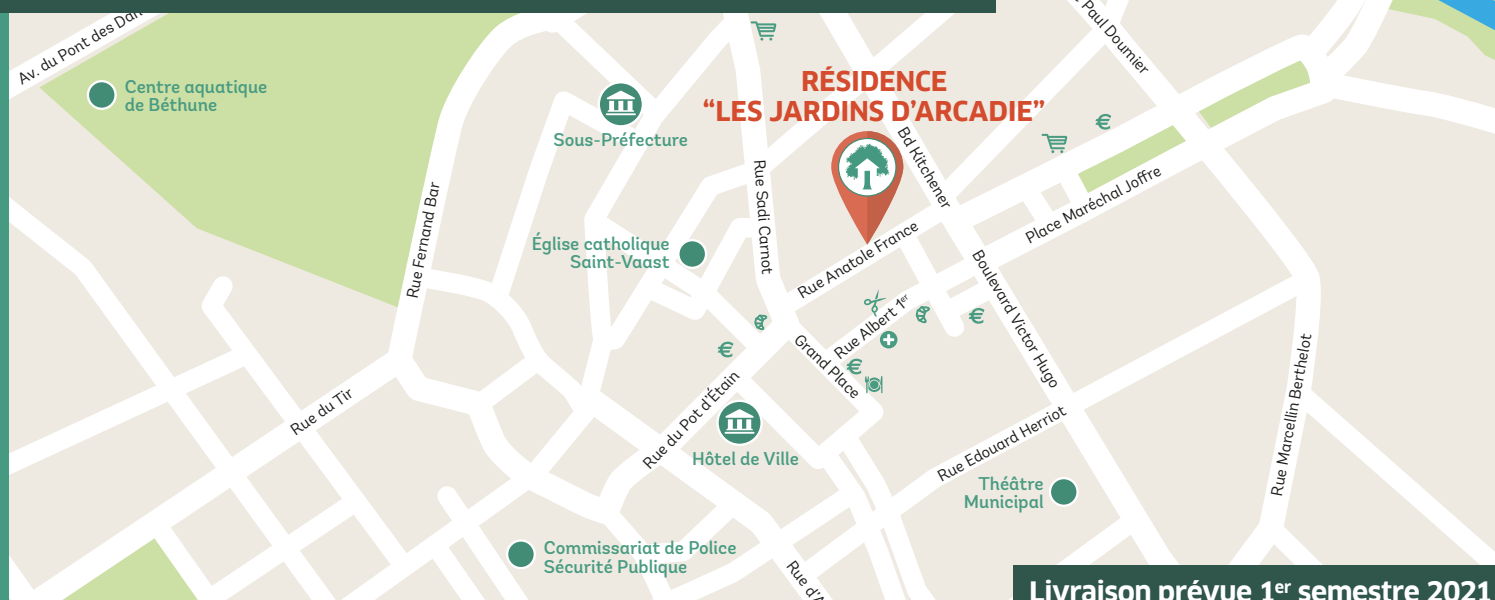 Av. du Pont des
Paul Doumier
Centre aquatique
de Béthune
RÉSIDENCE
“LES JARDINS D’ARCADIE”
€
Sous-Préfecture
Bd Kitchener
Rue Sadi Carnot
Place Maréchal Joffre
Rue Fernand Bar
Église catholique
Saint-Vaast
Rue Anatole France
Boulevard Victor Hugo
Rue Albert 1er
€
€
Grand Place
€
Rue du Tir
Rue du Pot d’Étain
Hôtel de Ville
Rue Edouard Herriot
Rue Marcellin Berthelot
Théâtre
Municipal
Commissariat de Police
Sécurité Publique
Rue
Livraison prévue 1er semestre 2021